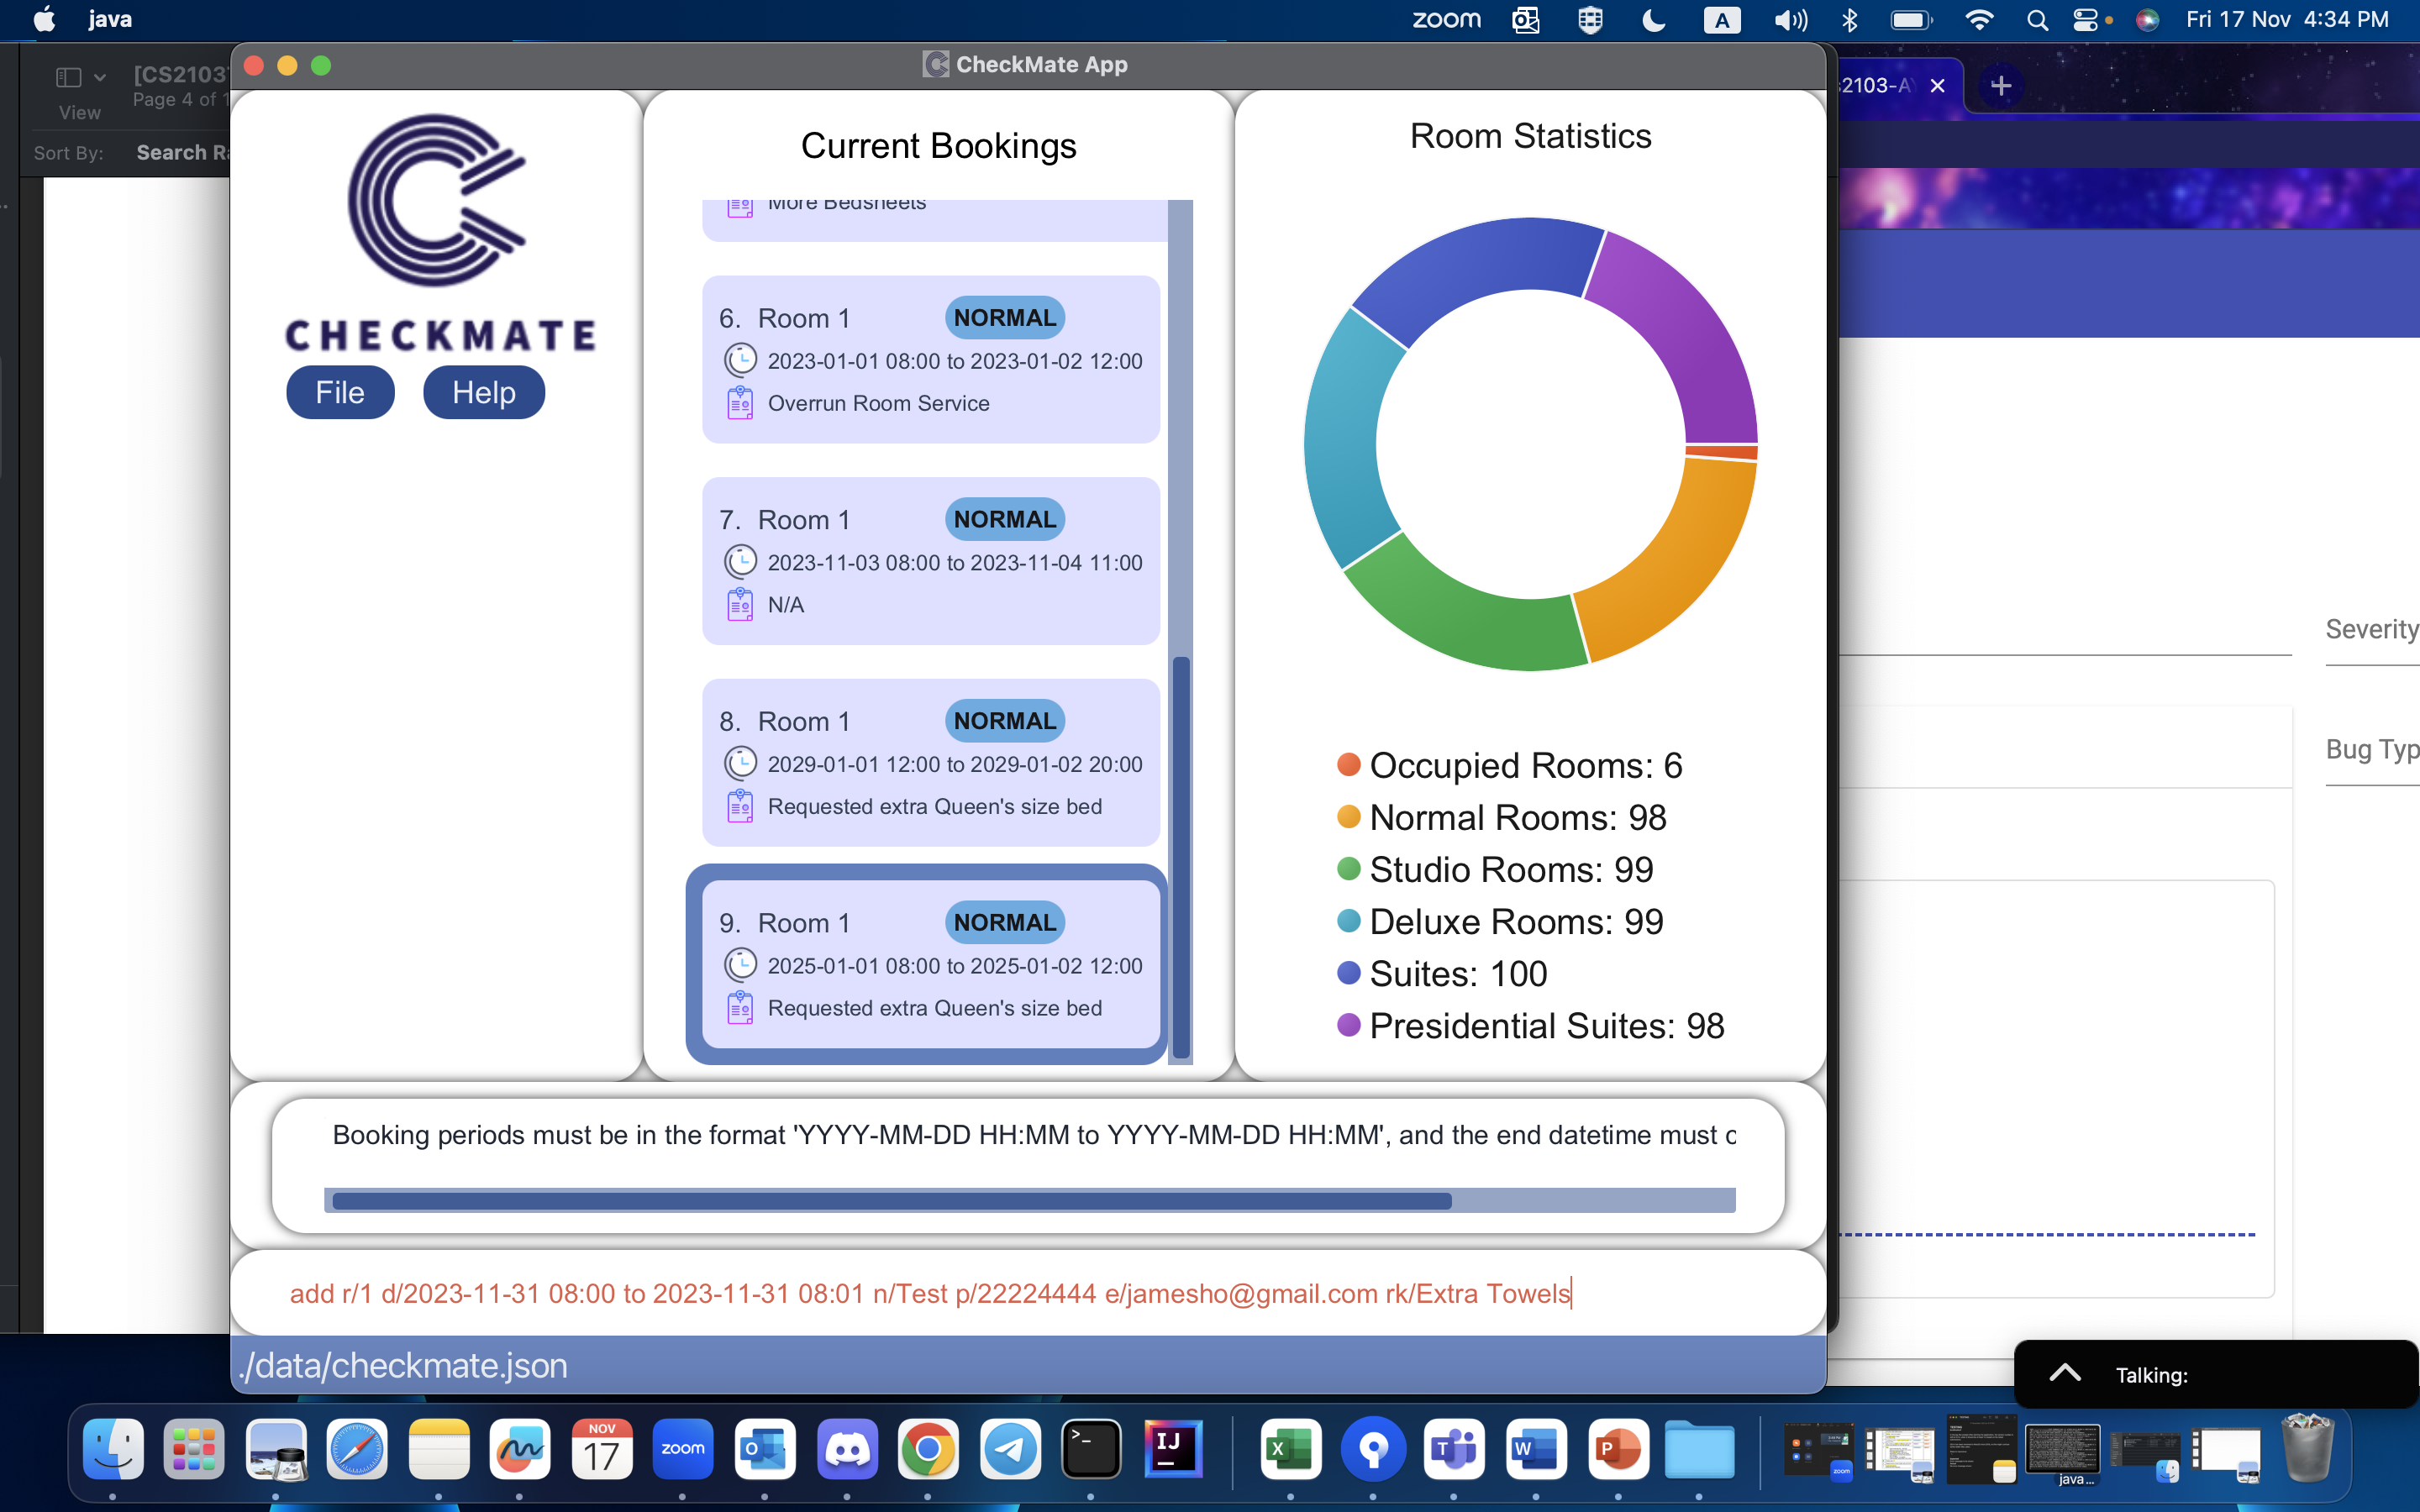 java
zoom
A
Fri 17 Nov 4:34 PM
[CS2103
Page 4 of 1
View
Sort By:
Search R
CheckMate App
2103-A
CHECKMATE
File
Help
Current Bookings
More Bedsheets
6. Room 1
NORMAL
2023-01-01 08:00 to 2023-01-02 12:00
Overrun Room Service
7. Room 1
NORMAL
2023-11-03 08:00 to 2023-11-04 11:00
N/A
8. Room 1
NORMAL
2029-01-01 12:00 to 2029-01-02 20:00
Requested extra Queen's size bed
9. Room 1
NORMAL
2025-01-01 08:00 to 2025-01-02 12:00
Requested extra Queen's size bed
Room Statistics
Occupied Rooms: 6
Normal Rooms: 98
Studio Rooms: 99
Deluxe Rooms: 99
Suites: 100
Presidential Suites: 98
Severity
Bug Typ
Booking periods must be in the format 'YYYY-MM-DD HH:MM to YYYY-MM-DD HH:MM', and the end datetime must
add r/1 d/2023-11-31 08:00 to 2023-11-31 08:01 n/Test p/22224444 e/jamesho@gmail.com rk/Extra Towels
./data/checkmate.json
Talking:
NOV
17
zoom
IJ
java...
zoom